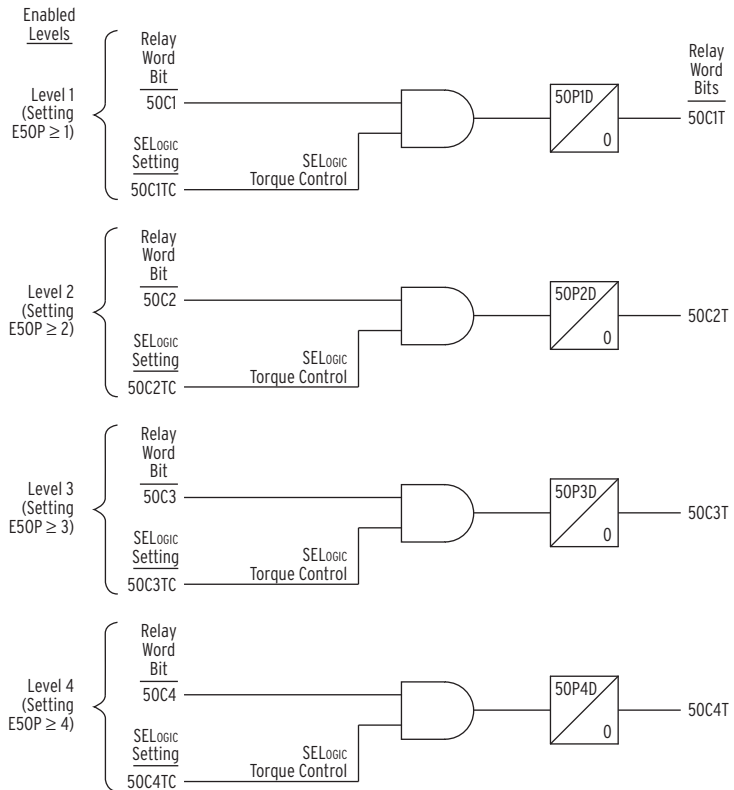 Enabled
Levels
Level 1
(Setting
E50P ≥ 1)
Relay
Word
Bit
50C1
SELOGIC
Setting
50C1TC
SELOGIC
Torque Control
50P1D
0
Relay
Word
Bits
50C1T
Level 2
(Setting
E50P ≥ 2)
Relay
Word
Bit
50C2
SELOGIC
Setting
50C2TC
SELOGIC
Torque Control
50P2D
0
50C2T
Level 3
(Setting
E50P ≥ 3)
Relay
Word
Bit
50C3
SELOGIC
Setting
50C3TC
SELOGIC
Torque Control
50P3D
0
50C3T
Level 4
(Setting
E50P ≥ 4)
Relay
Word
Bit
50C4
SELOGIC
Setting
50C4TC
SELOGIC
Torque Control
50P4D
0
50C4T